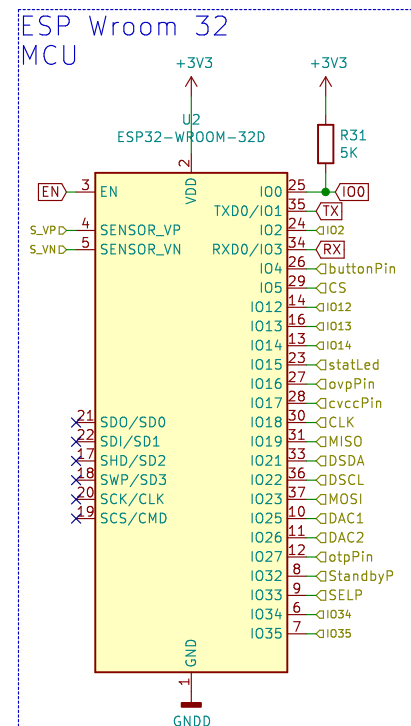 ESP Wroom 32
MCU
+3V3 +3V3
U2
ESP32-WROOM-32D
R31
5K
2
VDD
EN 3 EN IO0 25 IO0
TXD0/IO1 35 TX
S_VP 4 SENSOR_VP IO2 24 IO2
S_VN 5 SENSOR_VN RXD0/IO3 34 RX
IO4 26 buttonPin
IO5 29 CS
IO12 14 IO12
IO13 16 IO13
IO14 13 IO14
IO15 23 statLed
IO16 27 ovpPin
IO17 28 cvccPin
21 SDO/SD0 IO18 30 CLK
22 SDI/SD1 IO19 31 MISO
17 SHD/SD2 IO21 33 DSDA
18 SWP/SD3 IO22 36 DSCL
20 SCK/CLK IO23 37 MOSI
19 SCS/CMD IO25 10 DAC1
IO26 11 DAC2
IO27 12 otpPin
IO32 8 StandbyP
IO33 9 SELP
IO34 6 IO34
IO35 7 IO35
GND
1
GNDD